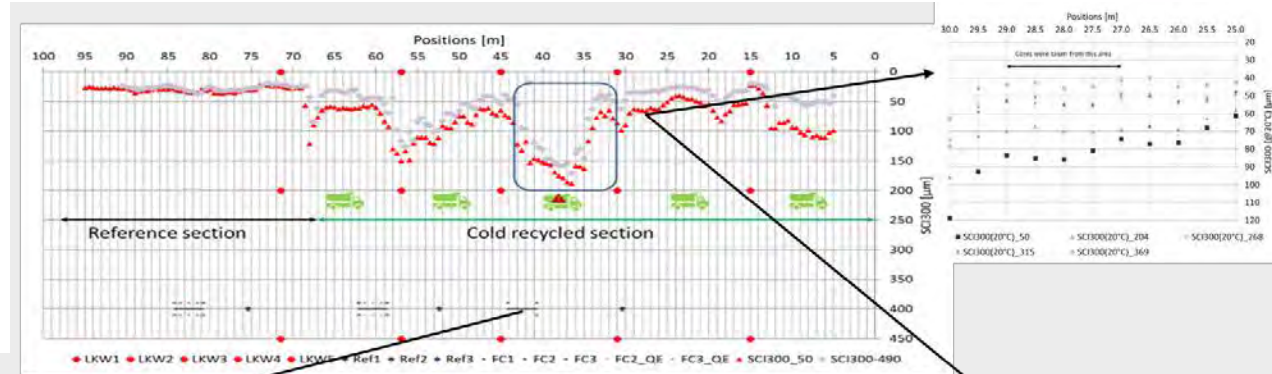 Positions [m]
100 95 90 85 80 75 70 65 60 55 50 45 40 35 30 25 20 15 10 5 0
0
50
100
150
200
250
300
350
400
450
SCI300 [µm]
Reference section
Cold recycled section
LKW1 LKW2 LKW3 LKW4 LKW5 Ref1 Ref2 Ref3 FC1 FC2 FC3 FC2_QE FC3_QE SCI300_50 SCI300-490
Positions [m]
30.0 29.5 29.0 28.5 28.0 27.5 27.0 26.5 26.0 25.5 25.0
Cores were taken from this area
20
30
40
50
60
70
80
90
100
110
120
SCI300 [@20°C) [µm]
SCI300(20°C)_50 SCI300(20°C)_204 SCI300(20°C)_268
SCI300(20°C)_315 SCI300(20°C)_369